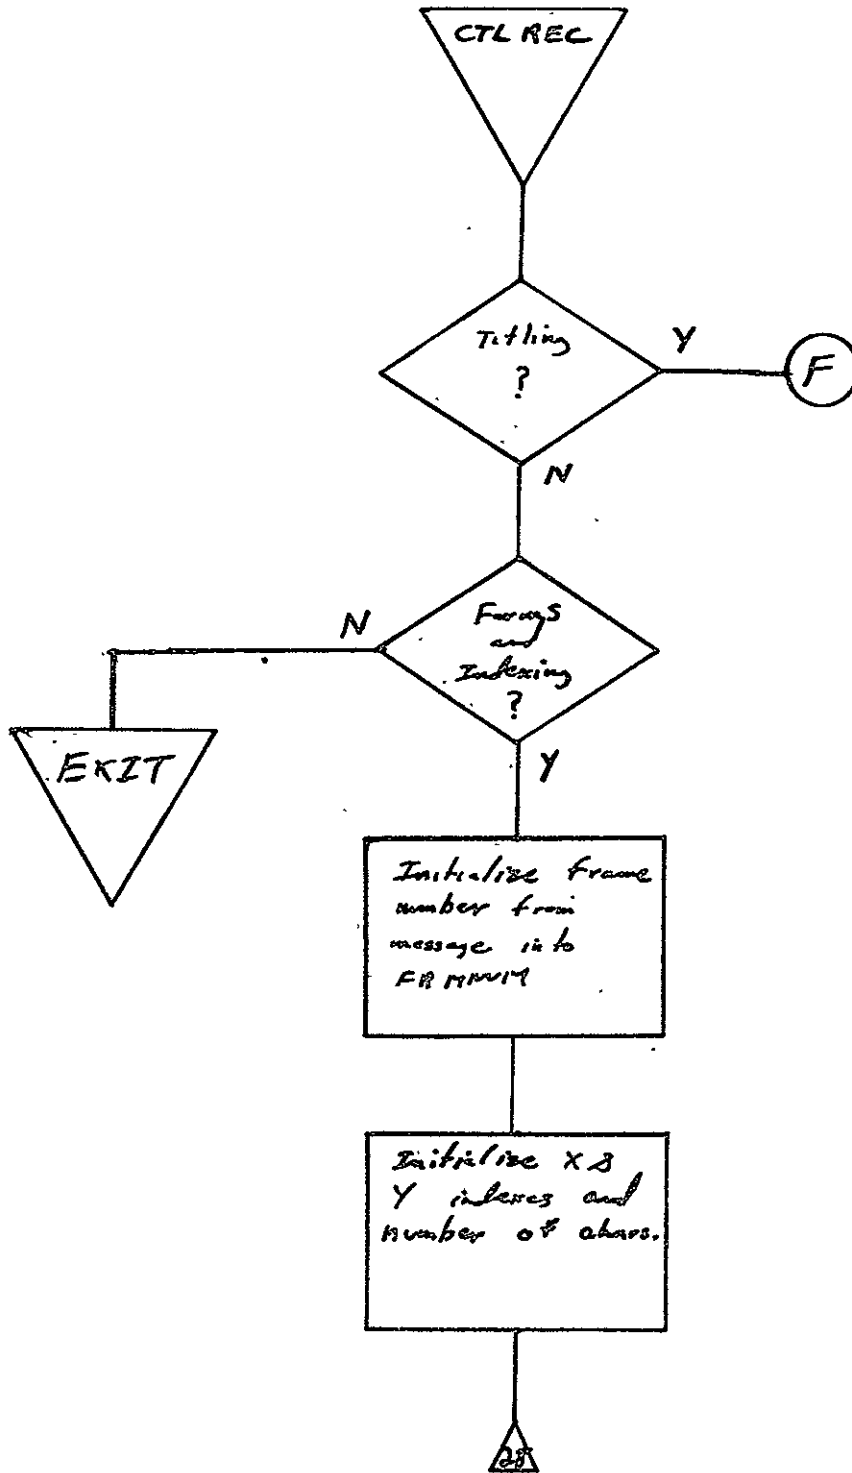 CTL REC
Titling
?
Y
F
N
and
Indexing
?
N
EXIT
Y
Initialize frame
number from
message into
FRMNUM
Initialize X &
Y indexes and
number of chars.
28